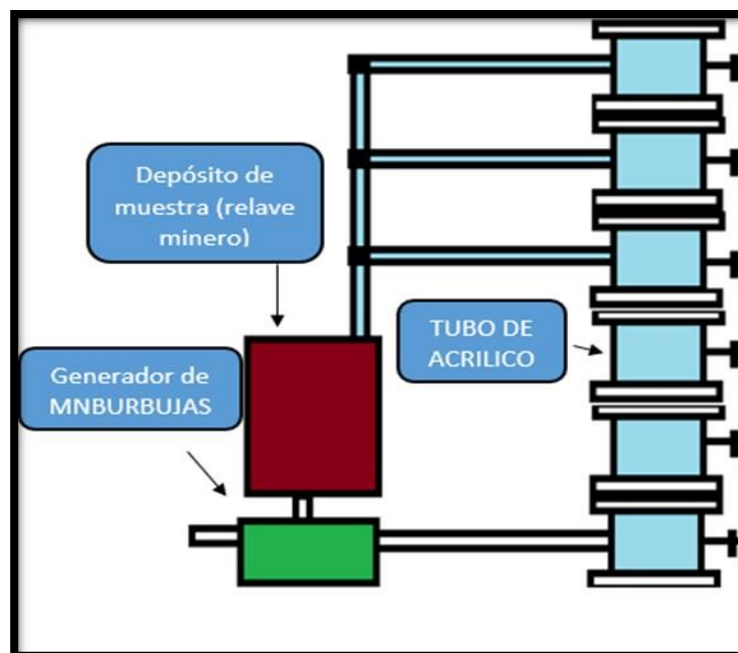 Depósito de
muestra (relave
minero)
TUBO DE
ACRILICO
Generador de
MNBURBUJAS